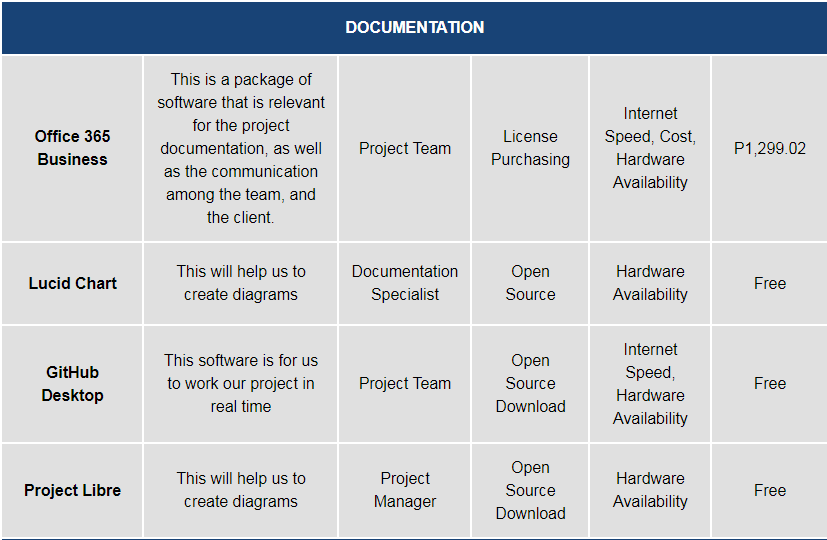 DOCUMENTATION
Office 365
Business
This is a package of
software that is relevant
for the project
documentation, as well
as the communication
among the team, and
the client.
Project Team
License
Purchasing
Internet
Speed, Cost,
Hardware
Availability
P1,299.02
Lucid Chart
This will help us to
create diagrams
Documentation
Specialist
Open
Source
Hardware
Availability
Free
GitHub
Desktop
This software is for us
to work our project in
real time
Project Team
Open
Source
Download
Internet
Speed,
Hardware
Availability
Free
Project Libre
This will help us to
create diagrams
Project
Manager
Open
Source
Download
Hardware
Availability
Free